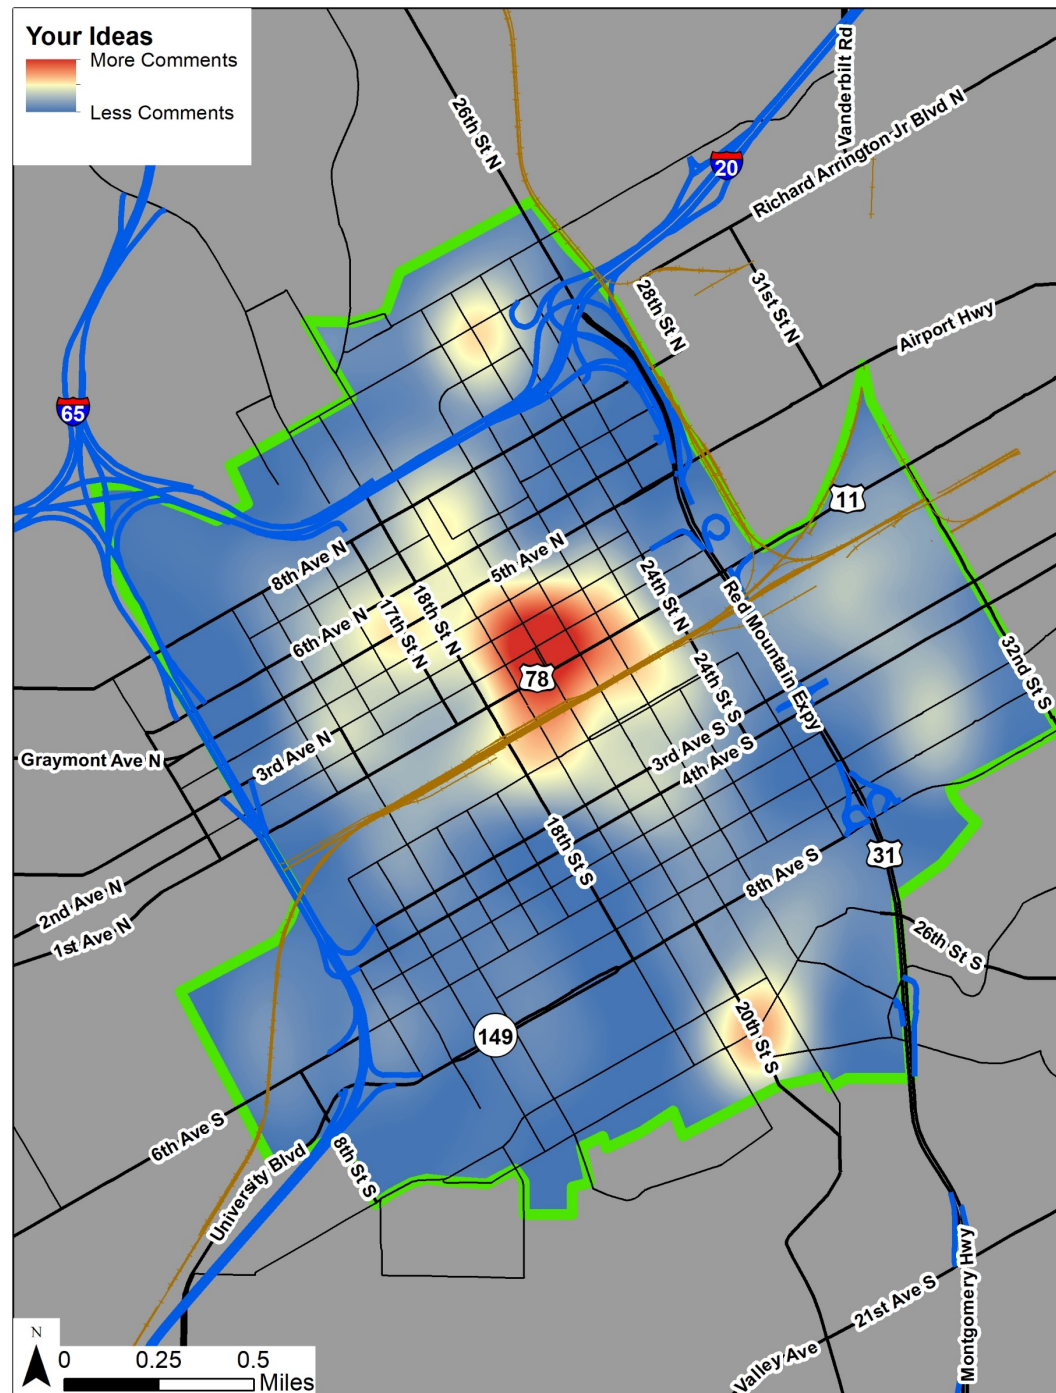 Your Ideas
More Comments
Less Comments
26th St N
Vanderbilt Rd
20
Richard Arrington Jr Blvd N
28th St N
31st St N
Airport Hwy
65
11
8th Ave N
5th Ave N
6th Ave N
17th St N
18th St N
24th St N
78
Red Mountain Expy
24th St S
32nd St S
Graymont Ave N
3rd Ave N
3rd Ave S
4th Ave S
18th St S
31
8th Ave S
2nd Ave N
1st Ave N
26th St S
149
20th St S
6th Ave S
University Blvd
8th St S
21st Ave S
Montgomery Hwy
Valley Ave
N
0 0.25 0.5
Miles